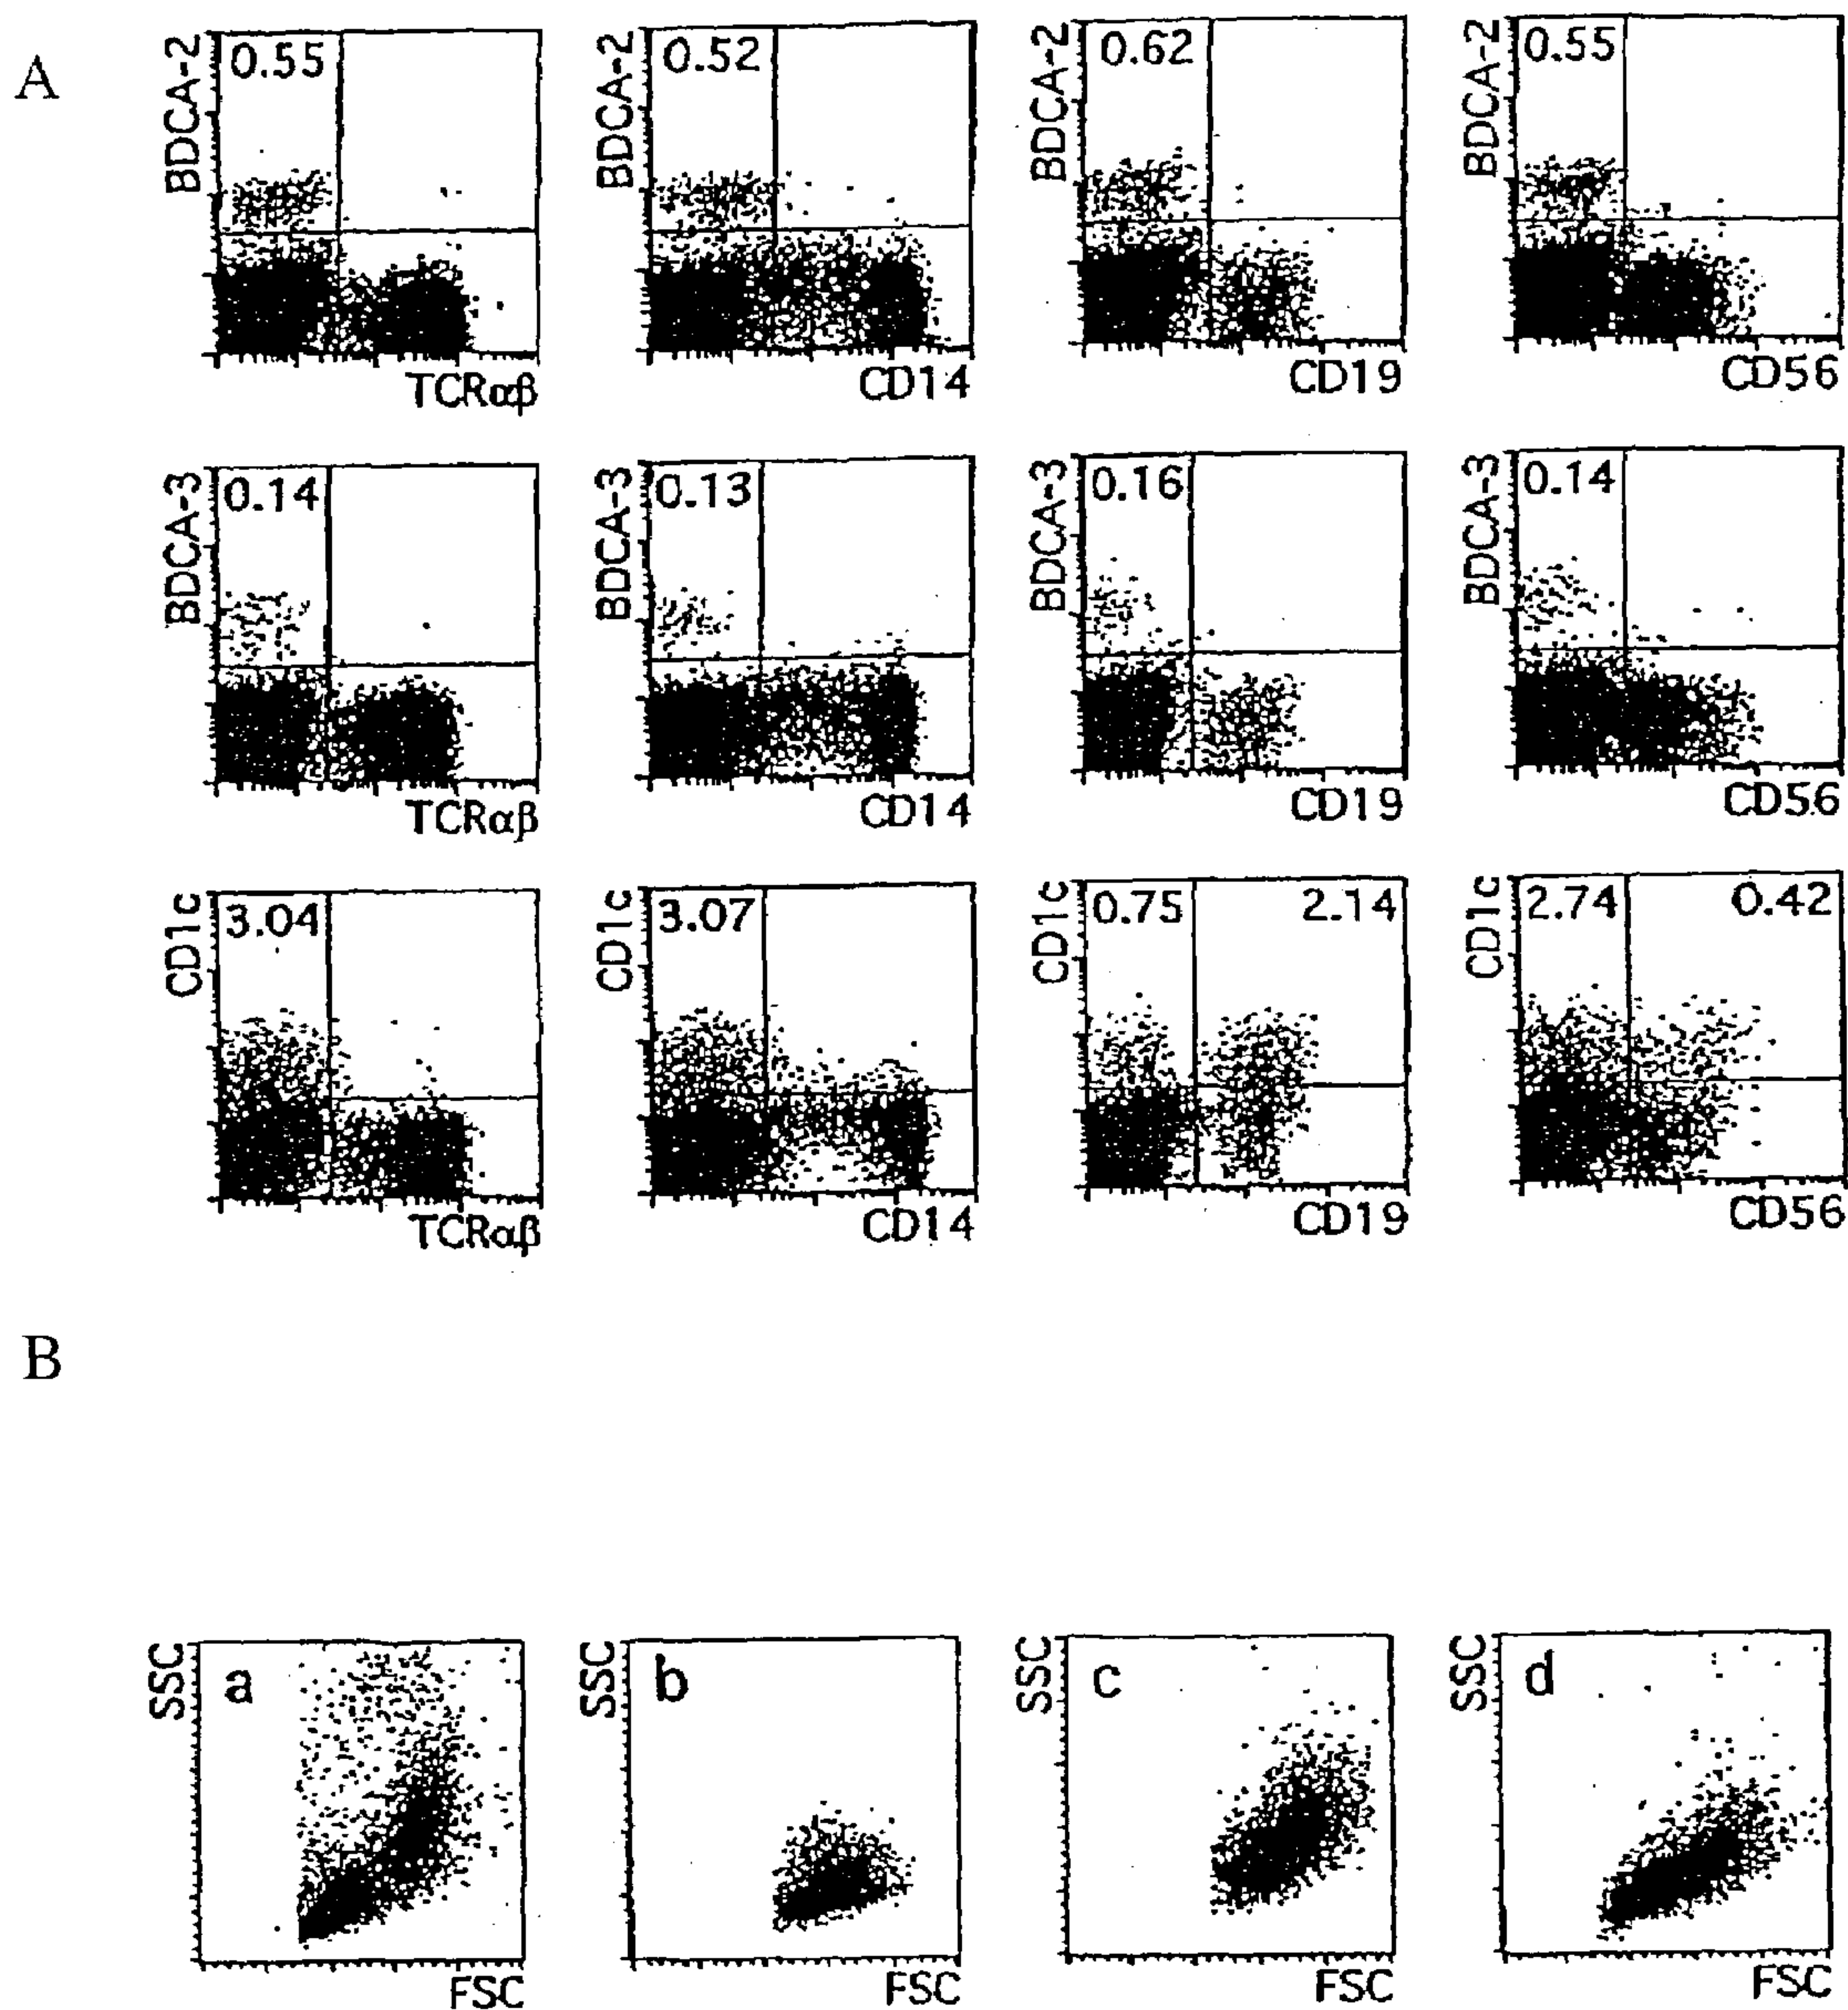 A
BDCA-2 0.55 TCRαβ
BDCA-2 0.52 CD14
BDCA-2 0.62 CD19
BDCA-2 0.55 CD56
BDCA-3 0.14 TCRαβ
BDCA-3 0.13 CD14
BDCA-3 0.16 CD19
BDCA-3 0.14 CD56
CD1c 3.04 TCRαβ
CD1c 3.07 CD14
CD1c 0.75 2.14 CD19
CD1c 2.74 0.42 CD56
B
SSC a FSC
SSC b FSC
SSC c FSC
SSC d FSC